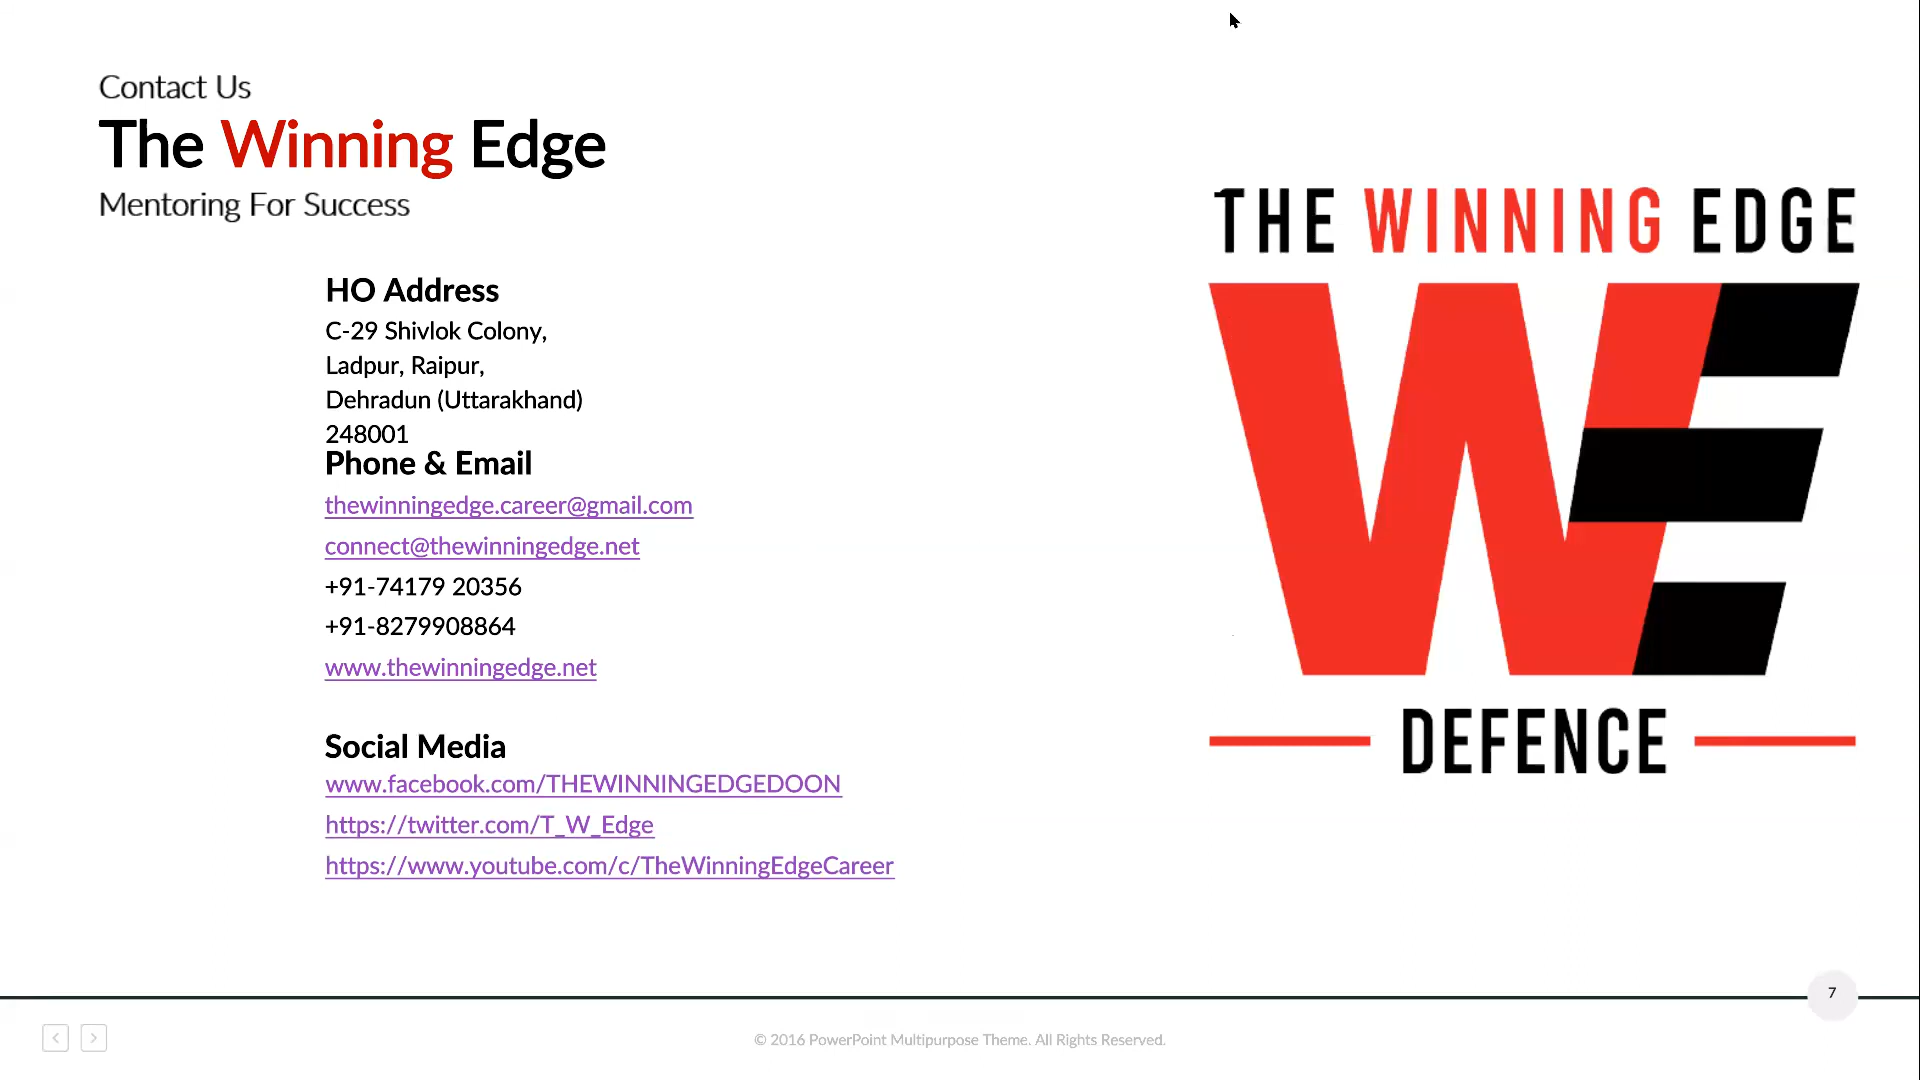 Contact Us
The Winning Edge
Mentoring For Success
HO Address
C-29 Shivlok Colony,
Ladpur, Raipur,
Dehradun (Uttarakhand)
248001
Phone & Email
thewinningedge.career@gmail.com
connect@thewinningedge.net
+91-74179 20356
+91-8279908864
www.thewinningedge.net
Social Media
www.facebook.com/THEWINNINGEDGEDOON
https://twitter.com/T_W_Edge
https://www.youtube.com/c/TheWinningEdgeCareer
THE WINNING EDGE
WE
DEFENCE
7
© 2016 PowerPoint Multipurpose Theme. All Rights Reserved.